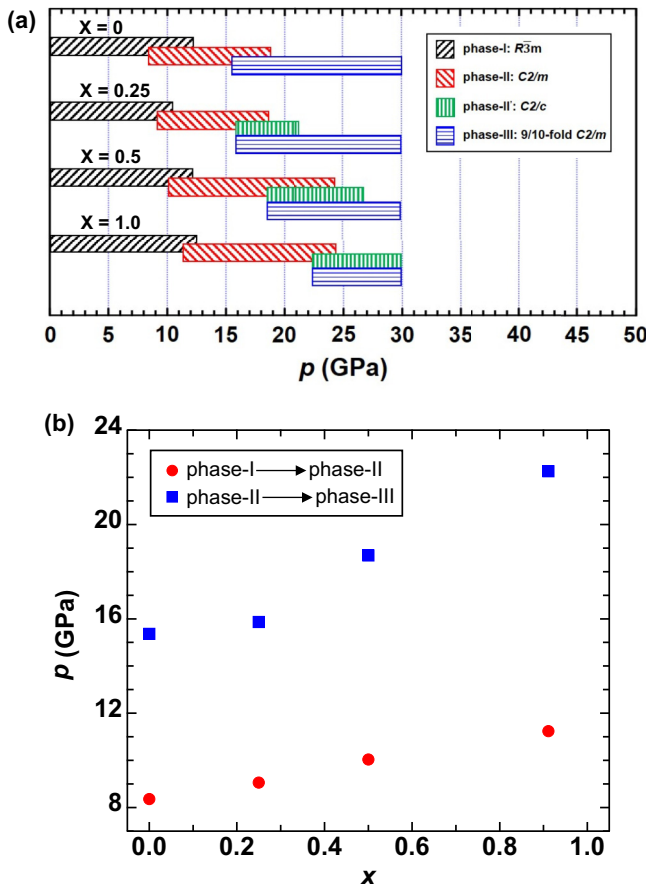 (a)
X = 0
X = 0.25
X = 0.5
X = 1.0
phase-I: R3̅m
phase-II: C2/m
phase-II': C2/c
phase-III: 9/10-fold C2/m
0 5 10 15 20 25 30 35 40 45 50
p (GPa)
(b)
24
20
16
12
8
p (GPa)
phase-I → phase-II
phase-II → phase-III
0.0 0.2 0.4 0.6 0.8 1.0
x